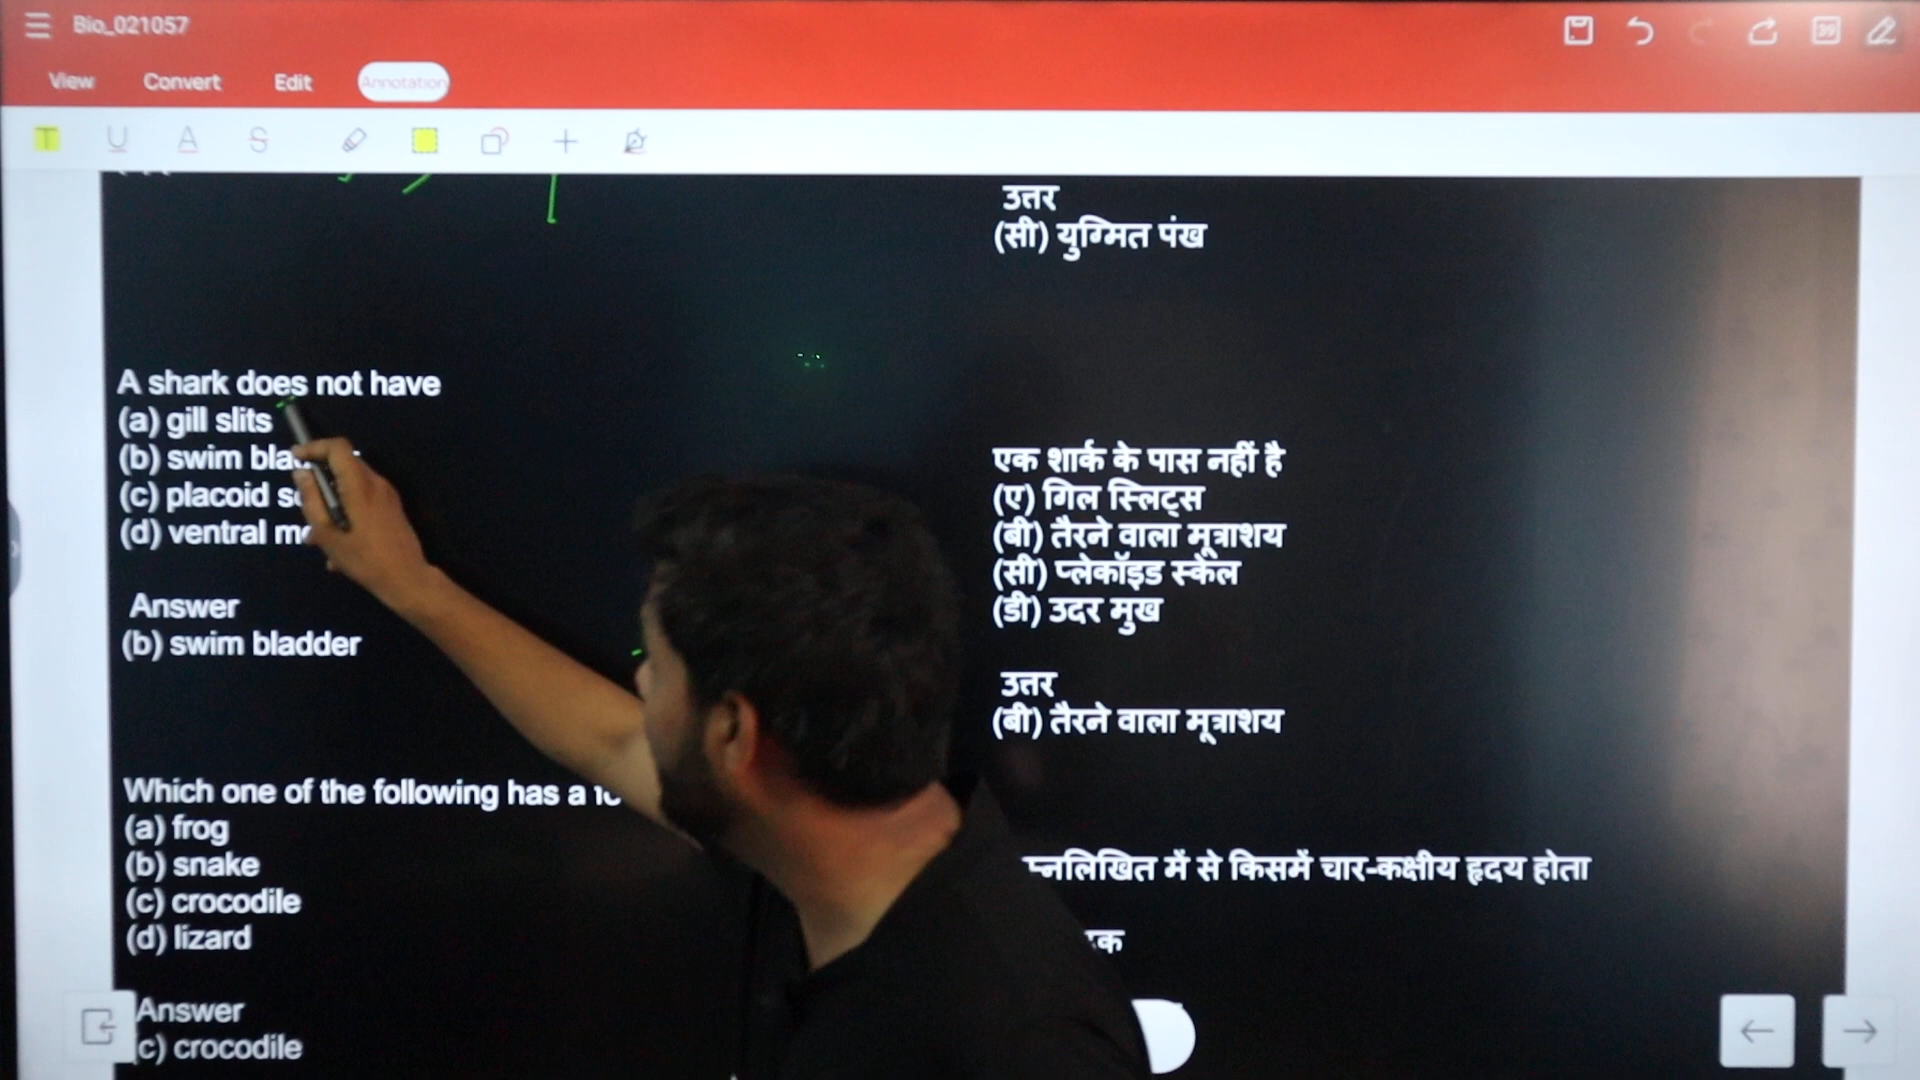 Bio_021057
View Convert Edit Annotation
उत्तर
(सी) युग्मित पंख
A shark does not have
(a) gill slits
(b) swim
(c) placoid
(d) ventral
Answer
(b) swim bladder
एक शार्क के पास नहीं है
(ए) गिल स्लिट्स
(बी) तैरने वाला मूत्राशय
(सी) प्लेकॉइड स्केल
(डी) उदर मुख
उत्तर
(बी) तैरने वाला मूत्राशय
Which one of the following has a
(a) frog
(b) snake
(c) crocodile
(d) lizard
Answer
(c) crocodile
में से किसमें चार-कक्षीय हृदय होता